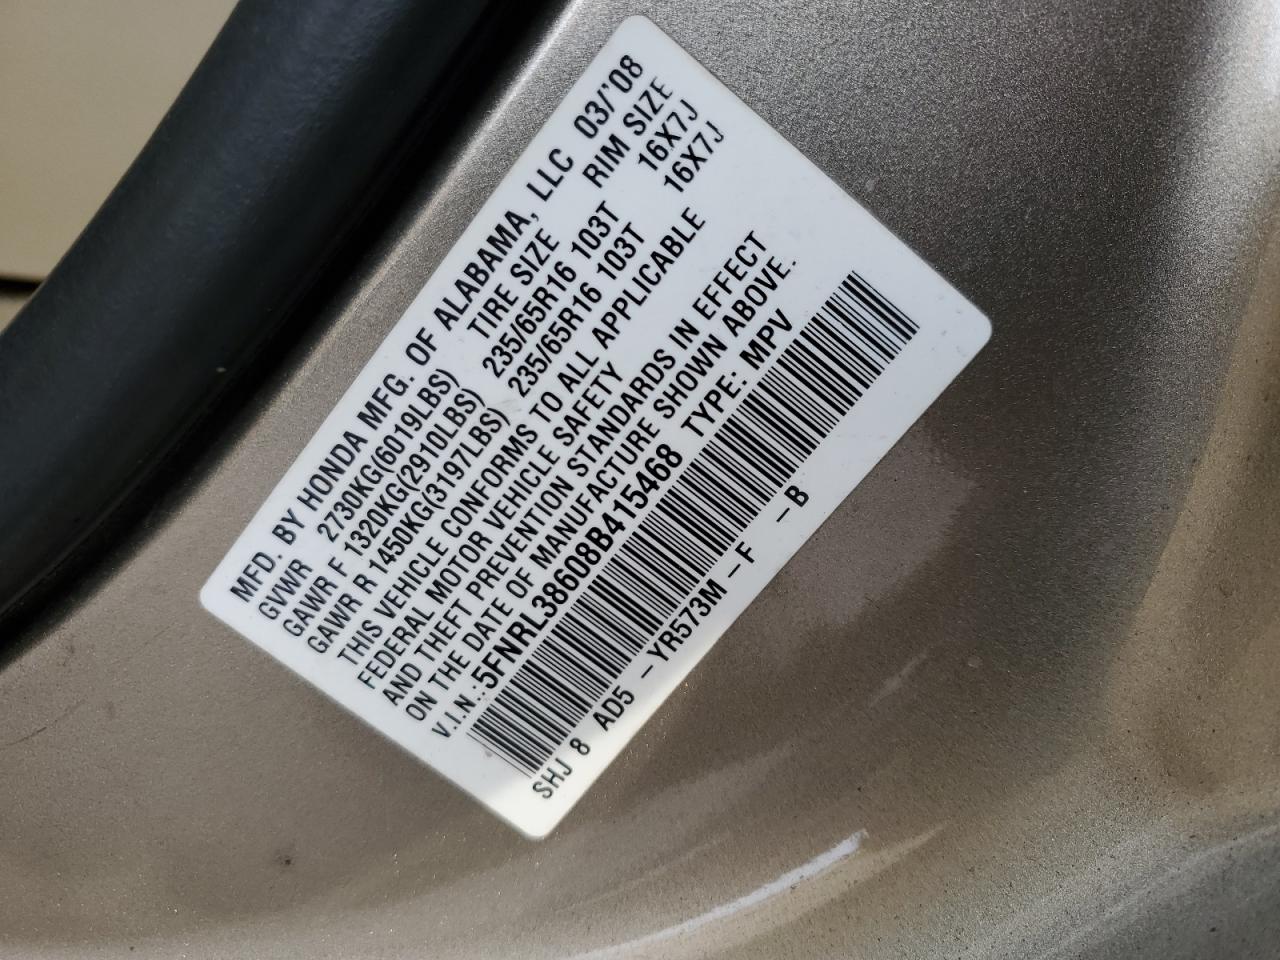 MFD. BY HONDA MFG. OF ALABAMA, LLC 03/'08
GVWR 2730KG(6019LBS) TIRE SIZE RIM SIZE
GAWR F 1320KG(2910LBS) 235/65R16 103T 16X7J
GAWR R 1450KG(3197LBS) 235/65R16 103T 16X7J
THIS VEHICLE CONFORMS TO ALL APPLICABLE
FEDERAL MOTOR VEHICLE SAFETY
AND THEFT PREVENTION STANDARDS IN EFFECT
ON THE DATE OF MANUFACTURE SHOWN ABOVE.
V.I.N.: 5FNRL38608B415468 TYPE: MPV
SHJ 8 AD5 -YR573M -F -B